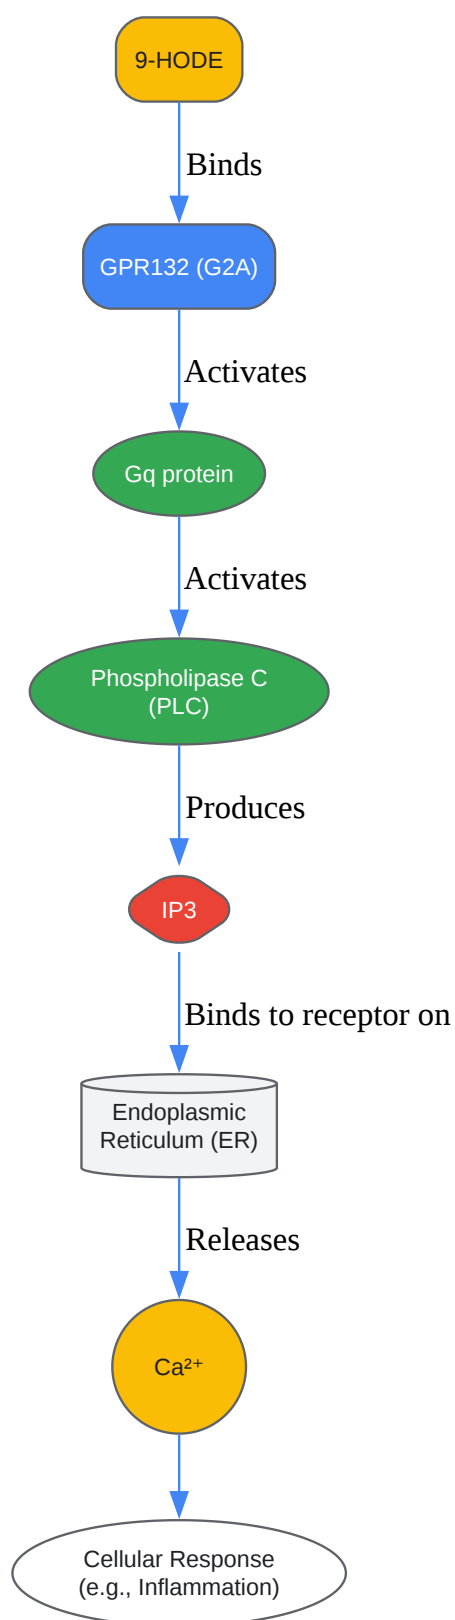 9-HODE
Binds
GPR132 (G2A)
Activates
Gq protein
Activates
Phospholipase C
(PLC)
Produces
IP3
Binds to receptor on
Endoplasmic
Reticulum (ER)
Releases
Ca²⁺
Cellular Response
(e.g., Inflammation)